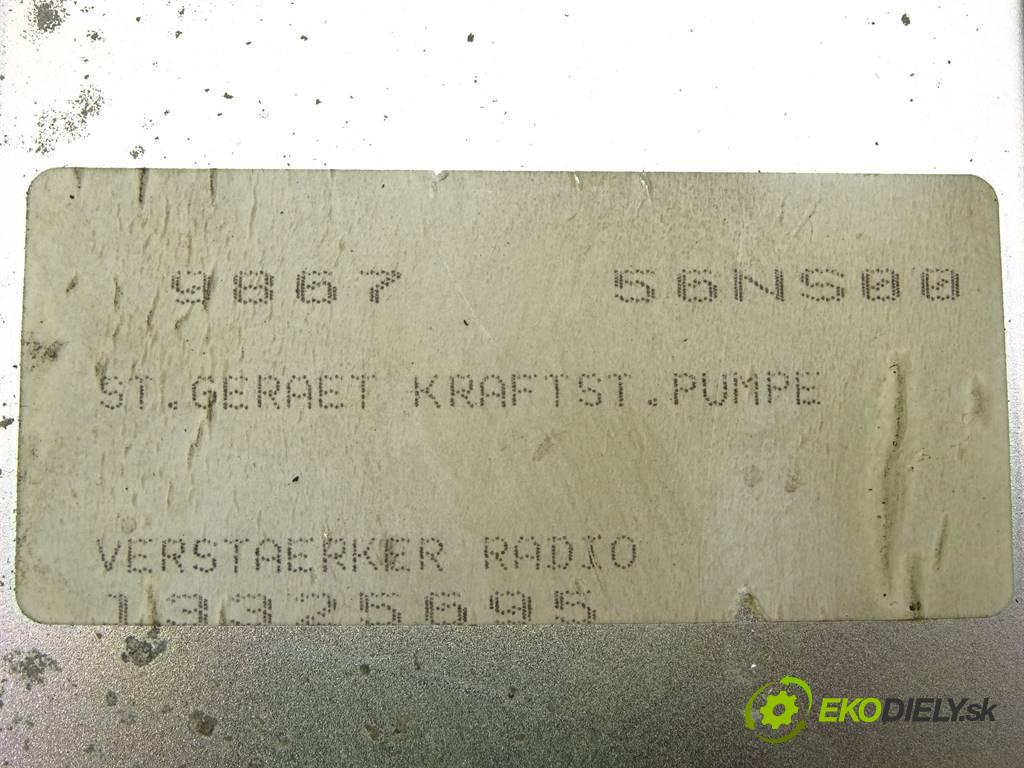 9867 56NS00
ST.GERAET KRAFTST.PUMPE
VERSTAERKER RADIO
13325695
EKODIELY.sk